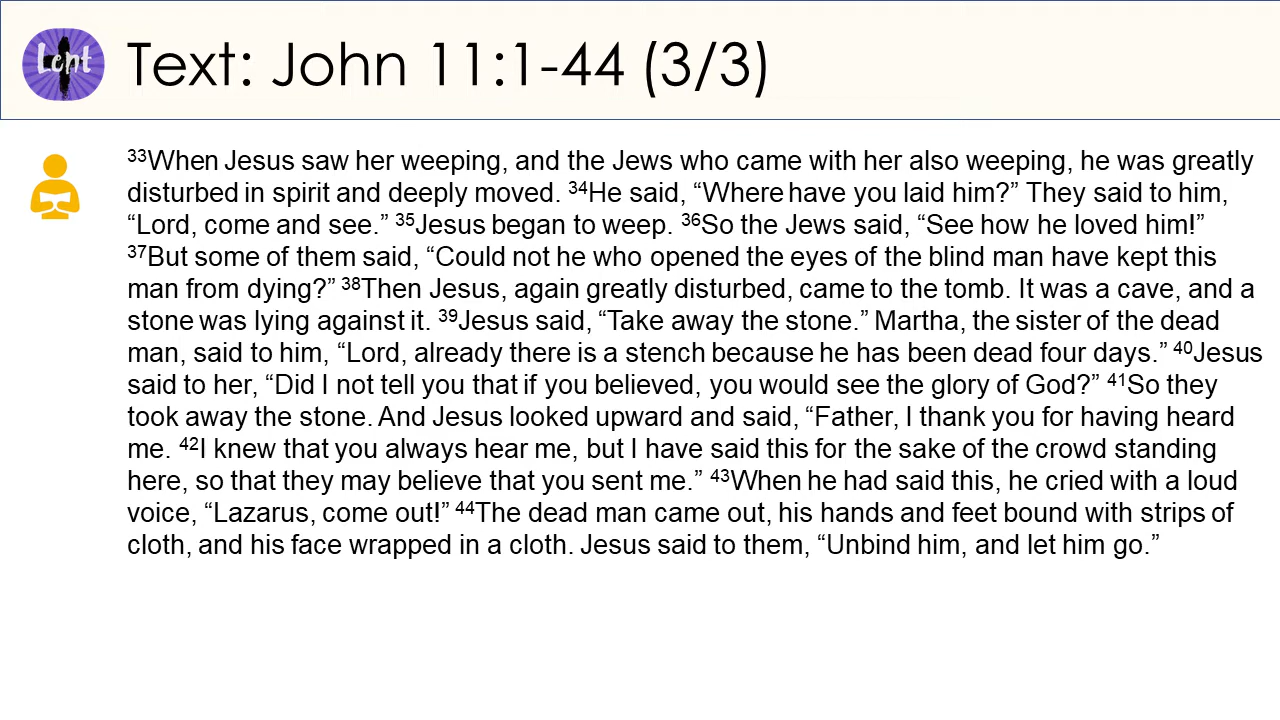 Lent
Text: John 11:1-44 (3/3)
33When Jesus saw her weeping, and the Jews who came with her also weeping, he was greatly
disturbed in spirit and deeply moved. 34He said, “Where have you laid him?” They said to him,
“Lord, come and see.” 35Jesus began to weep. 36So the Jews said, “See how he loved him!”
37But some of them said, “Could not he who opened the eyes of the blind man have kept this
man from dying?” 38Then Jesus, again greatly disturbed, came to the tomb. It was a cave, and a
stone was lying against it. 39Jesus said, “Take away the stone.” Martha, the sister of the dead
man, said to him, “Lord, already there is a stench because he has been dead four days.” 40Jesus
said to her, “Did I not tell you that if you believed, you would see the glory of God?” 41So they
took away the stone. And Jesus looked upward and said, “Father, I thank you for having heard
me. 42I knew that you always hear me, but I have said this for the sake of the crowd standing
here, so that they may believe that you sent me.” 43When he had said this, he cried with a loud
voice, “Lazarus, come out!” 44The dead man came out, his hands and feet bound with strips of
cloth, and his face wrapped in a cloth. Jesus said to them, “Unbind him, and let him go.”